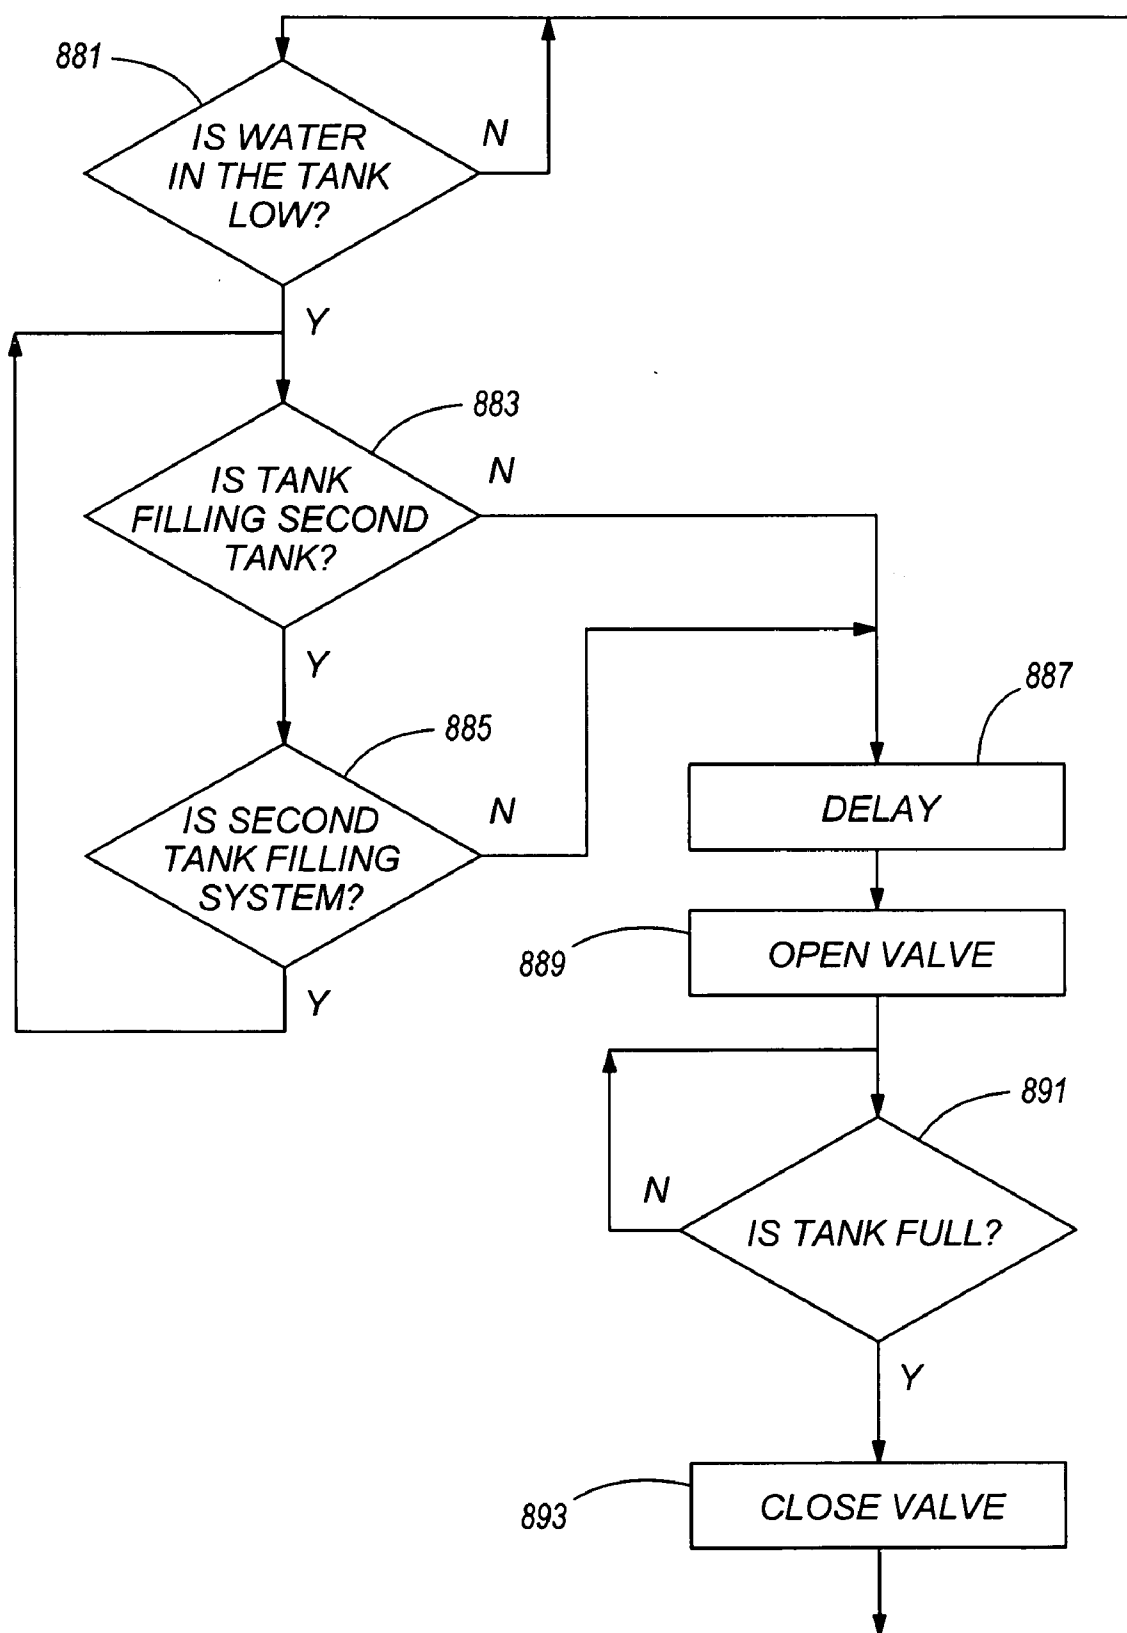 881
IS WATER
IN THE TANK
LOW?
N
Y
883
IS TANK
FILLING SECOND
TANK?
N
Y
885
IS SECOND
TANK FILLING
SYSTEM?
N
Y
887
DELAY
889
OPEN VALVE
891
IS TANK FULL?
N
Y
893
CLOSE VALVE